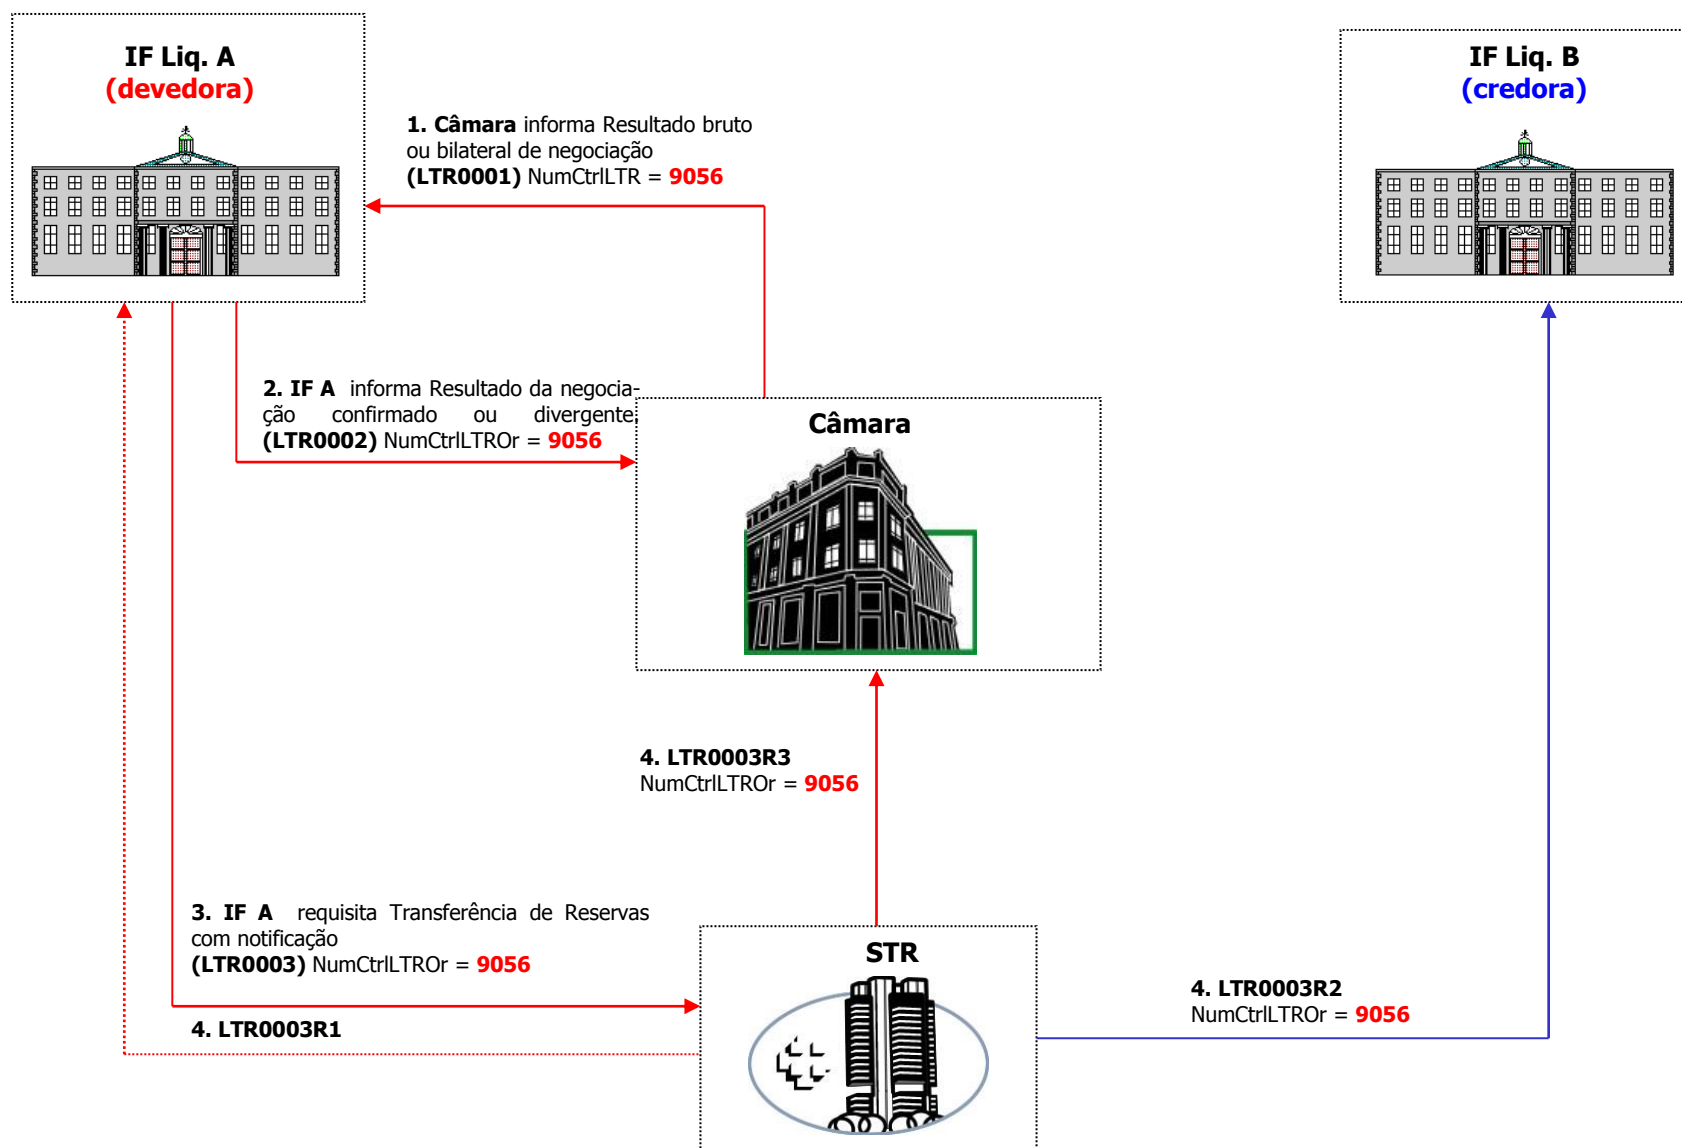 IF Liq. A
(devedora)
IF Liq. B
(credora)
1. Câmara informa Resultado bruto
ou bilateral de negociação
(LTR0001) NumCtrlLTR = 9056
2. IF A informa Resultado da negocia-
ção confirmado ou divergente,
(LTR0002) NumCtrlLTROr = 9056
Câmara
4. LTR0003R3
NumCtrlLTROr = 9056
3. IF A requisita Transferência de Reservas
com notificação
(LTR0003) NumCtrlLTROr = 9056
STR
4. LTR0003R2
NumCtrlLTROr = 9056
4. LTR0003R1